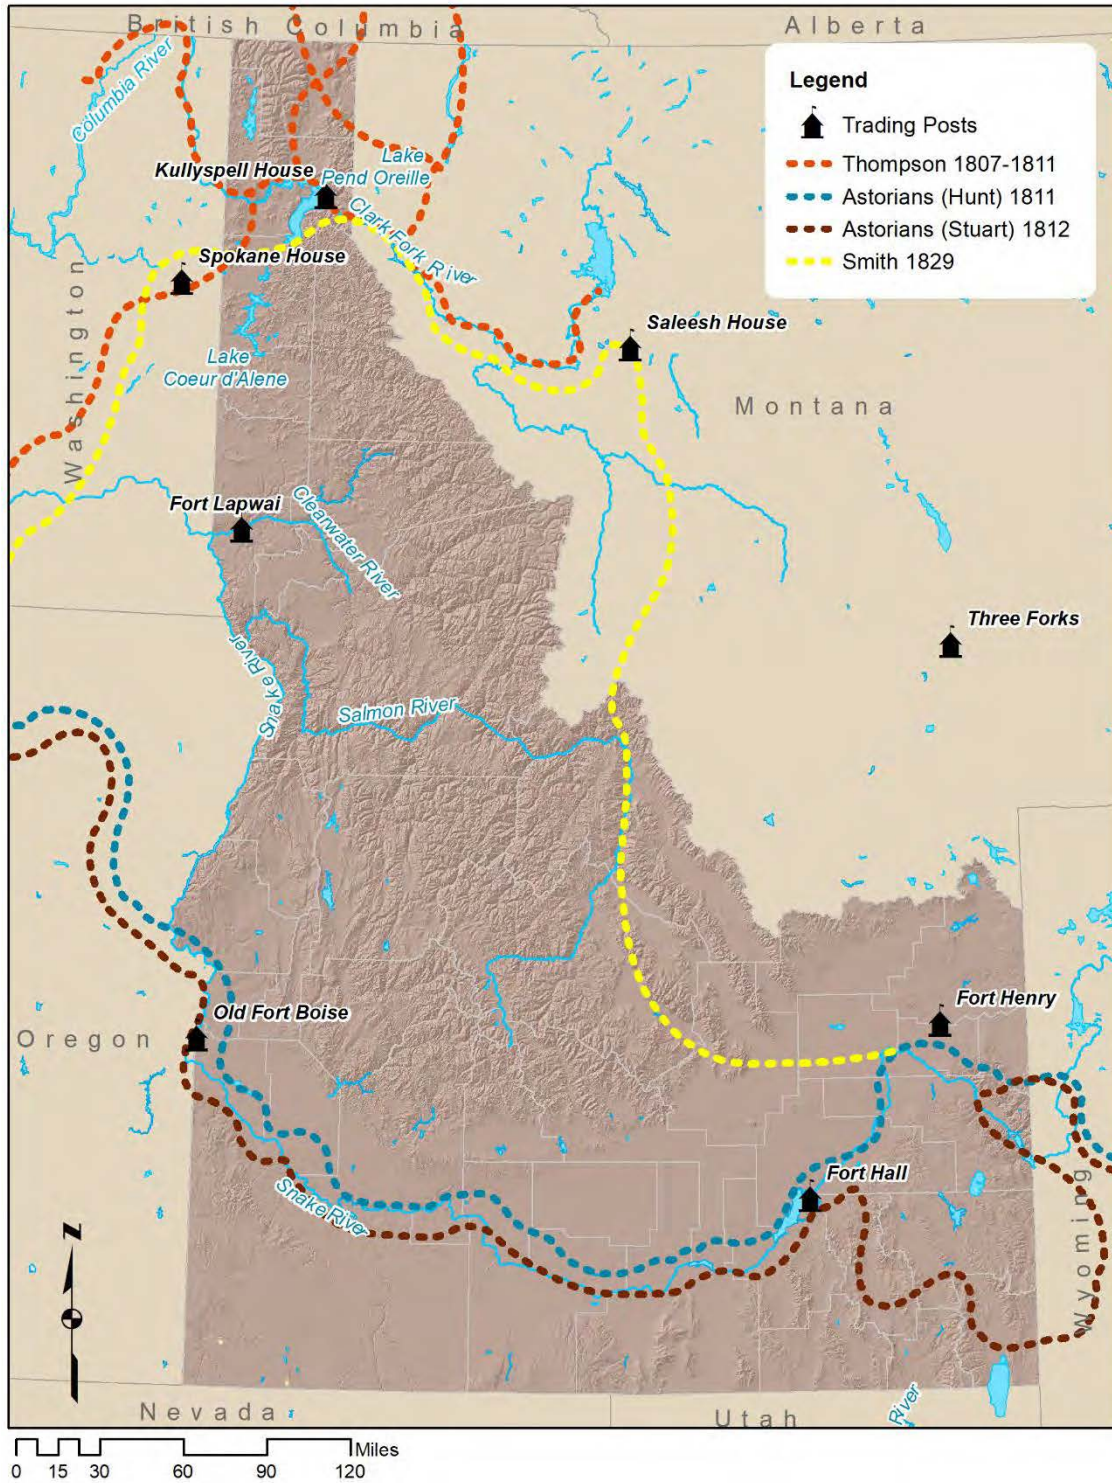 British Columbia
Alberta
Legend
Trading Posts
Thompson 1807-1811
Astorians (Hunt) 1811
Astorians (Stuart) 1812
Smith 1829
Columbia River
Kullyspell House
Lake
Pend Oreille
Clark Fork River
Spokane House
Washington
Lake
Coeur d'Alene
Saleesh House
Montana
Fort Lapwai
Clearwater River
Three Forks
Snake River
Salmon River
Oregon
Old Fort Boise
Fort Henry
Snake River
Fort Hall
Wyoming
Z
Nevada
Utah
River
Miles
0 15 30 60 90 120